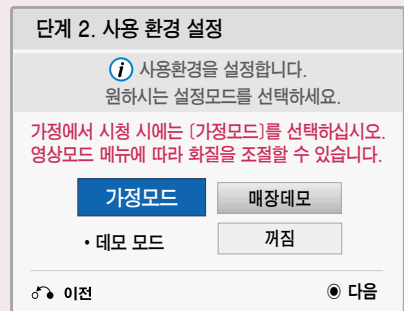 단계 2. 사용 환경 설정
i 사용환경을 설정합니다.
원하시는 설정모드를 선택하세요.
가정에서 시청 시에는 [가정모드]를 선택하십시오.
영상모드 메뉴에 따라 화질을 조절할 수 있습니다.
가정모드 매장데모
• 데모 모드 꺼짐
이전 다음